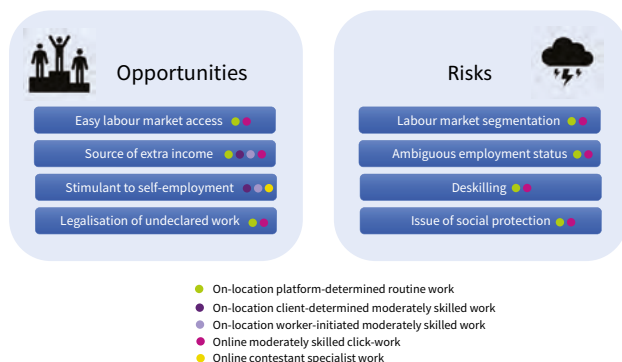 Opportunities
Easy labour market access
Source of extra income
Stimulant to self-employment
Legalisation of undeclared work
Risks
Labour market segmentation
Ambiguous employment status
Deskilling
Issue of social protection
On-location platform-determined routine work
On-location client-determined moderately skilled work
On-location worker-initiated moderately skilled work
Online moderately skilled click-work
Online contestant specialist work